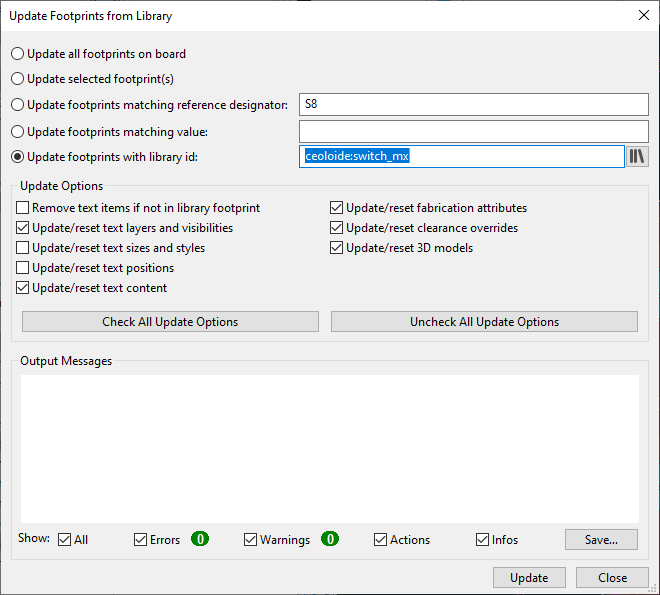 Update Footprints from Library
Update all footprints on board
Update selected footprint(s)
Update footprints matching reference designator: S8
Update footprints matching value:
Update footprints with library id: ceoloide:switch_mx
Update Options
Remove text items if not in library footprint
Update/reset fabrication attributes
Update/reset text layers and visibilities
Update/reset clearance overrides
Update/reset text sizes and styles
Update/reset 3D models
Update/reset text positions
Update/reset text content
Check All Update Options
Uncheck All Update Options
Output Messages
Show: All Errors 0 Warnings 0 Actions Infos Save...
Update Close